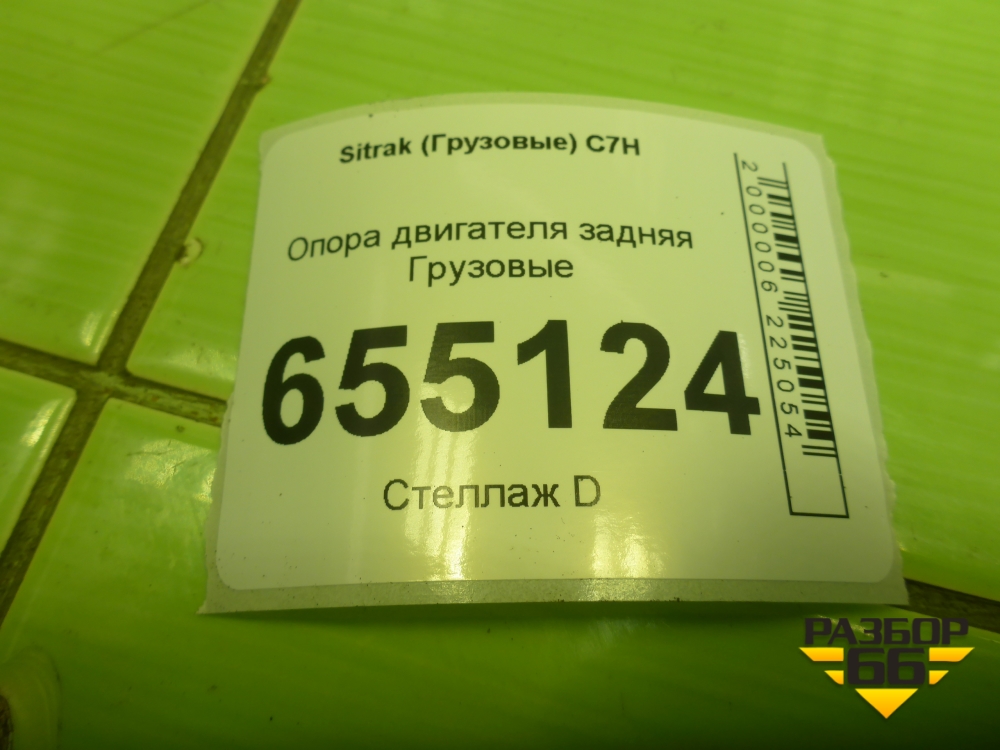 Sitrak (Грузовые) C7H
Опора двигателя задняя
Грузовые
655124
Стеллаж D
2000006225054
РАЗБОР
66